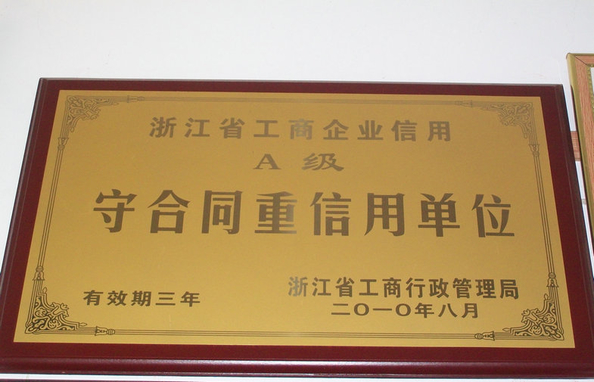 浙江省工商企业信用
A级
守合同重信用单位
有效期三年
浙江省工商行政管理局
二〇一〇年八月